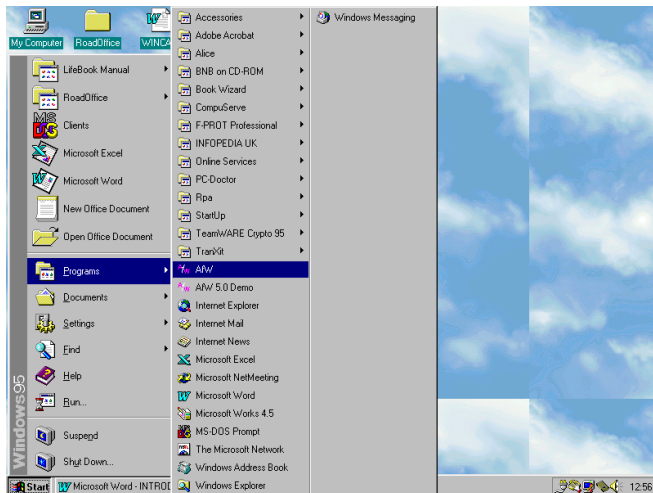 My Computer
RoadOffice
WINCA
LifeBook Manual
RoadOffice
Clients
Microsoft Excel
Microsoft Word
New Office Document
Open Office Document
Programs
Documents
Settings
Find
Help
Run...
Suspend
Shut Down...
Windows95
Accessories
Adobe Acrobat
Alice
BNB on CD-ROM
Book Wizard
CompuServe
F-PROT Professional
INFOPEDIA UK
Online Services
PC-Doctor
Rpa
StartUp
TeamWARE Crypto 95
TranXit
AfW
AfW 5.0 Demo
Internet Explorer
Internet Mail
Internet News
Microsoft Excel
Microsoft NetMeeting
Microsoft Word
Microsoft Works 4.5
MS-DOS Prompt
The Microsoft Network
Windows Address Book
Windows Explorer
Windows Messaging
Start
Microsoft Word - INTROD
12:56